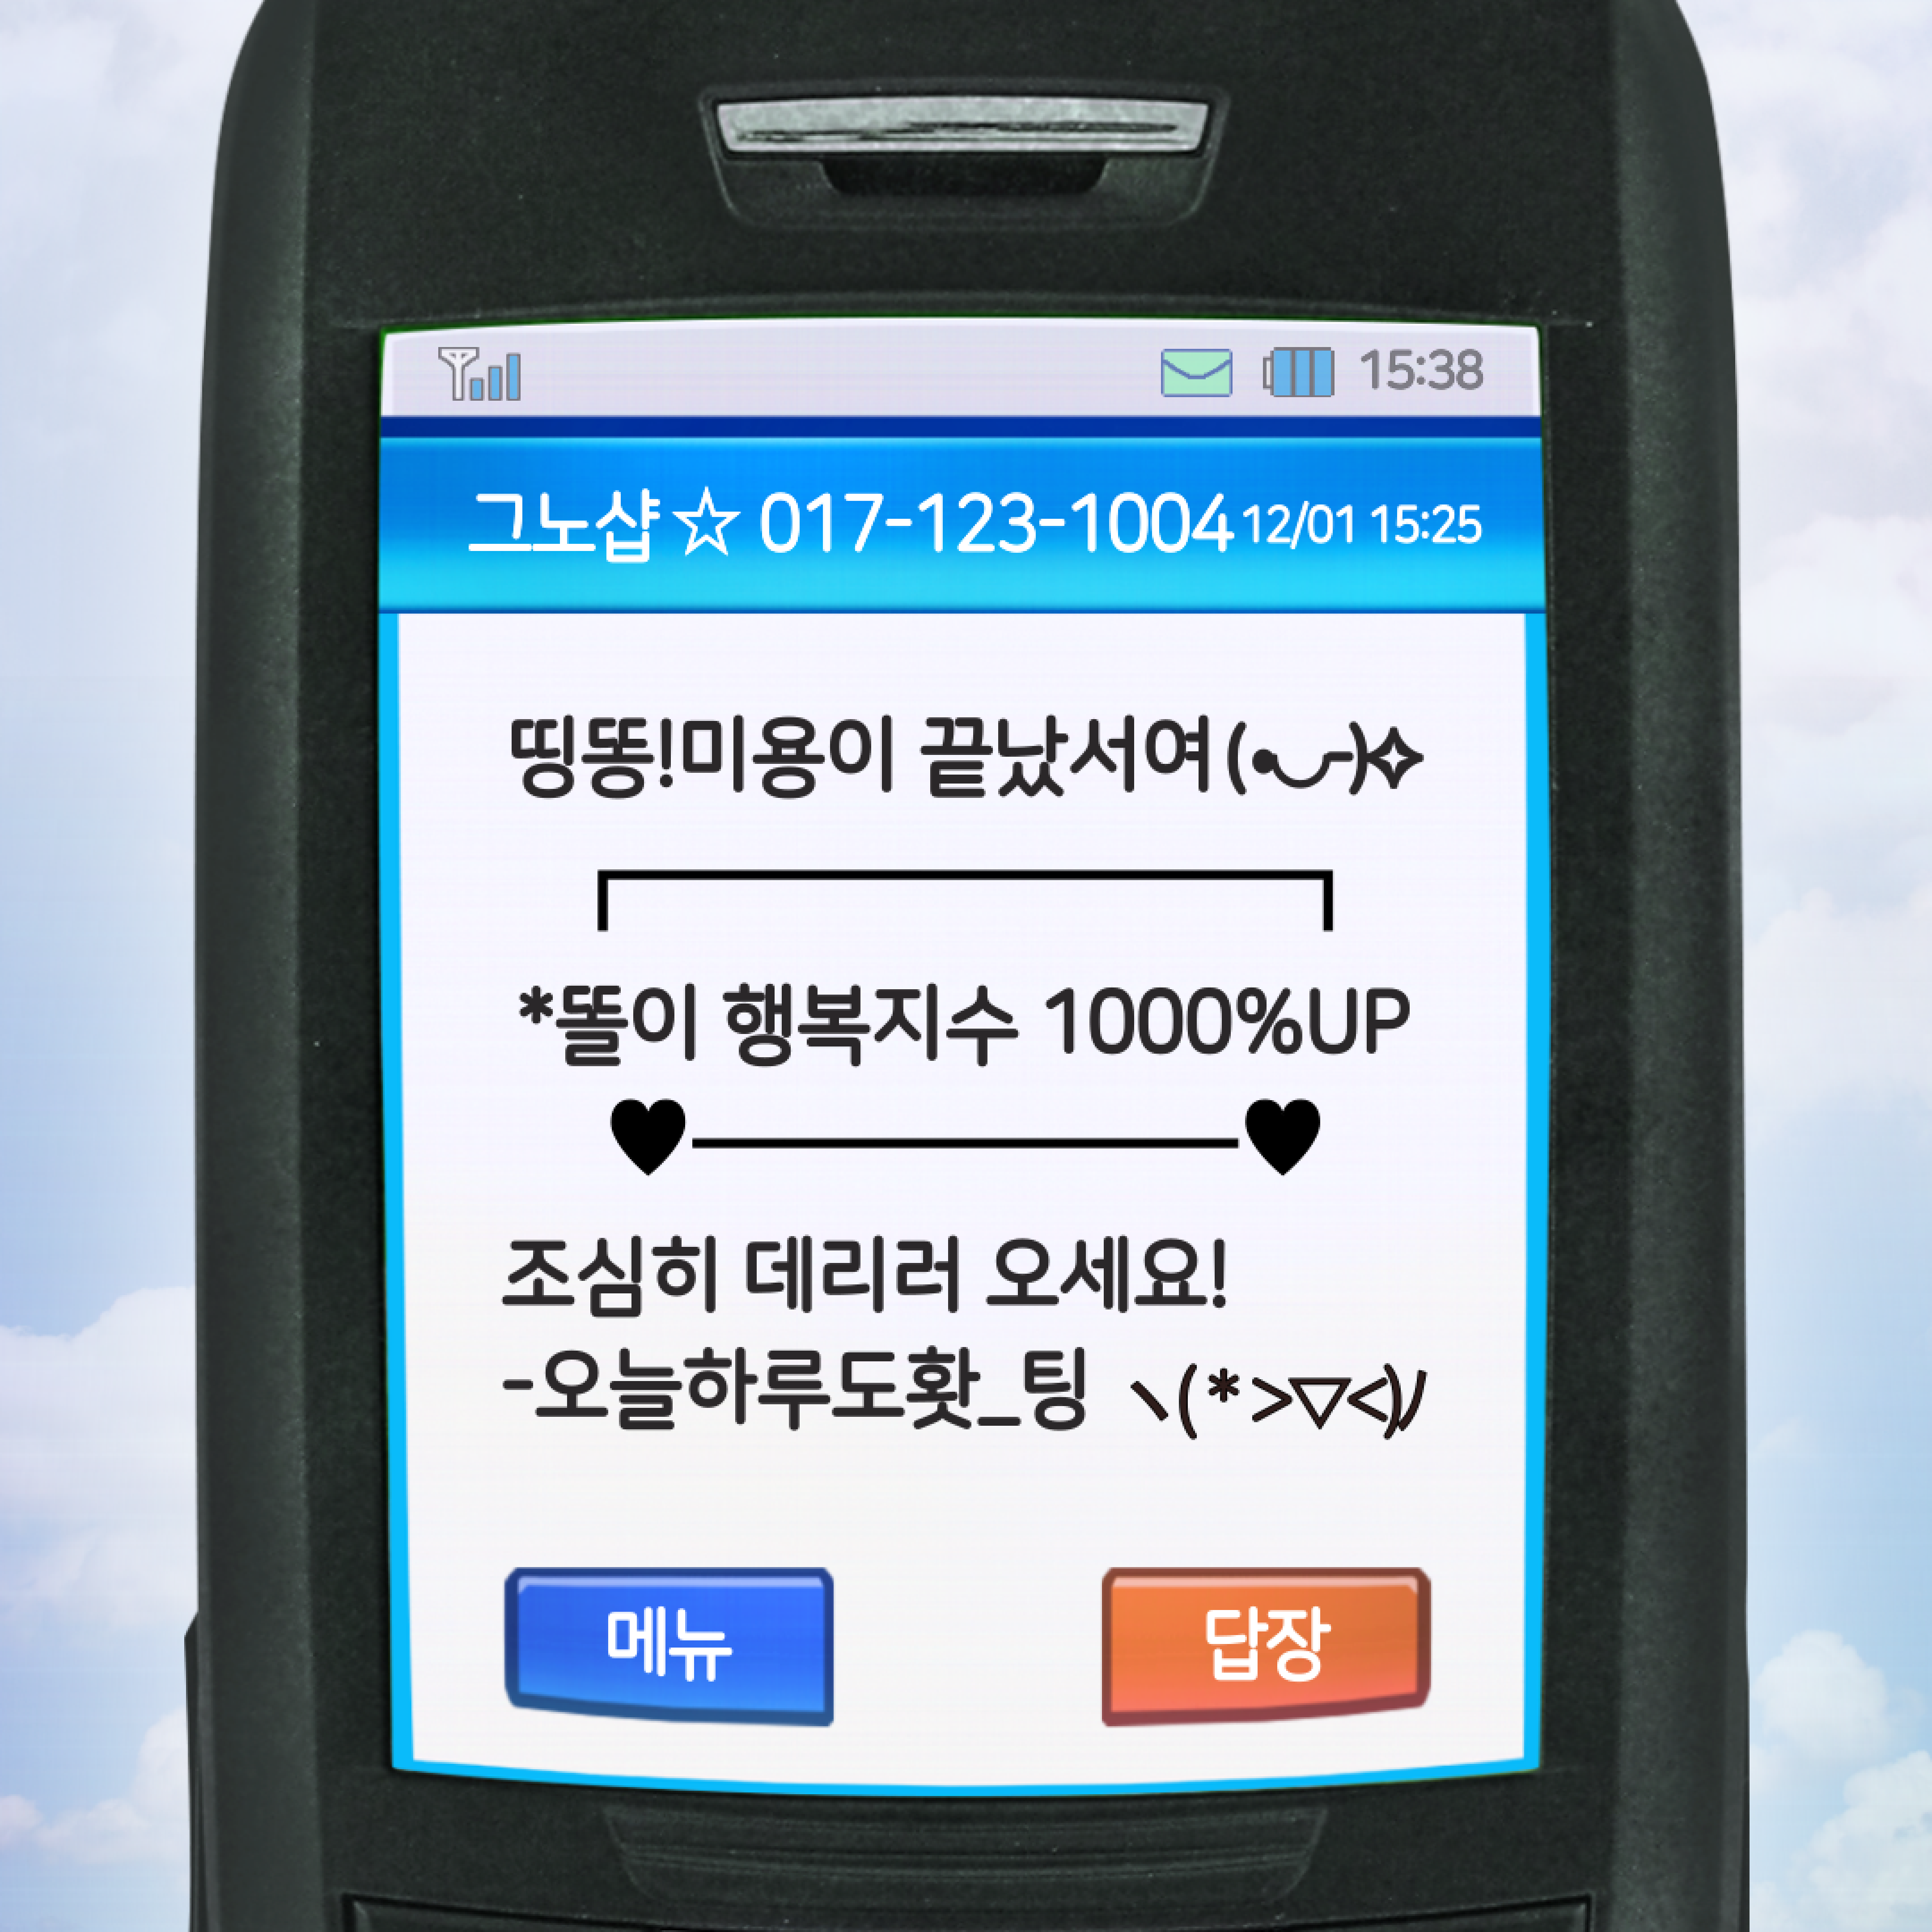 15:38
그노샵☆ 017-123-1004 12/01 15:25
띵똥!미용이 끝났서여(•◡-)✧
*똘이 행복지수 1000%UP
♥────♥
조심히 데리러 오세요!
-오늘하루도홧_팅 ヽ(*>▽<)ﾉ
메뉴
답장